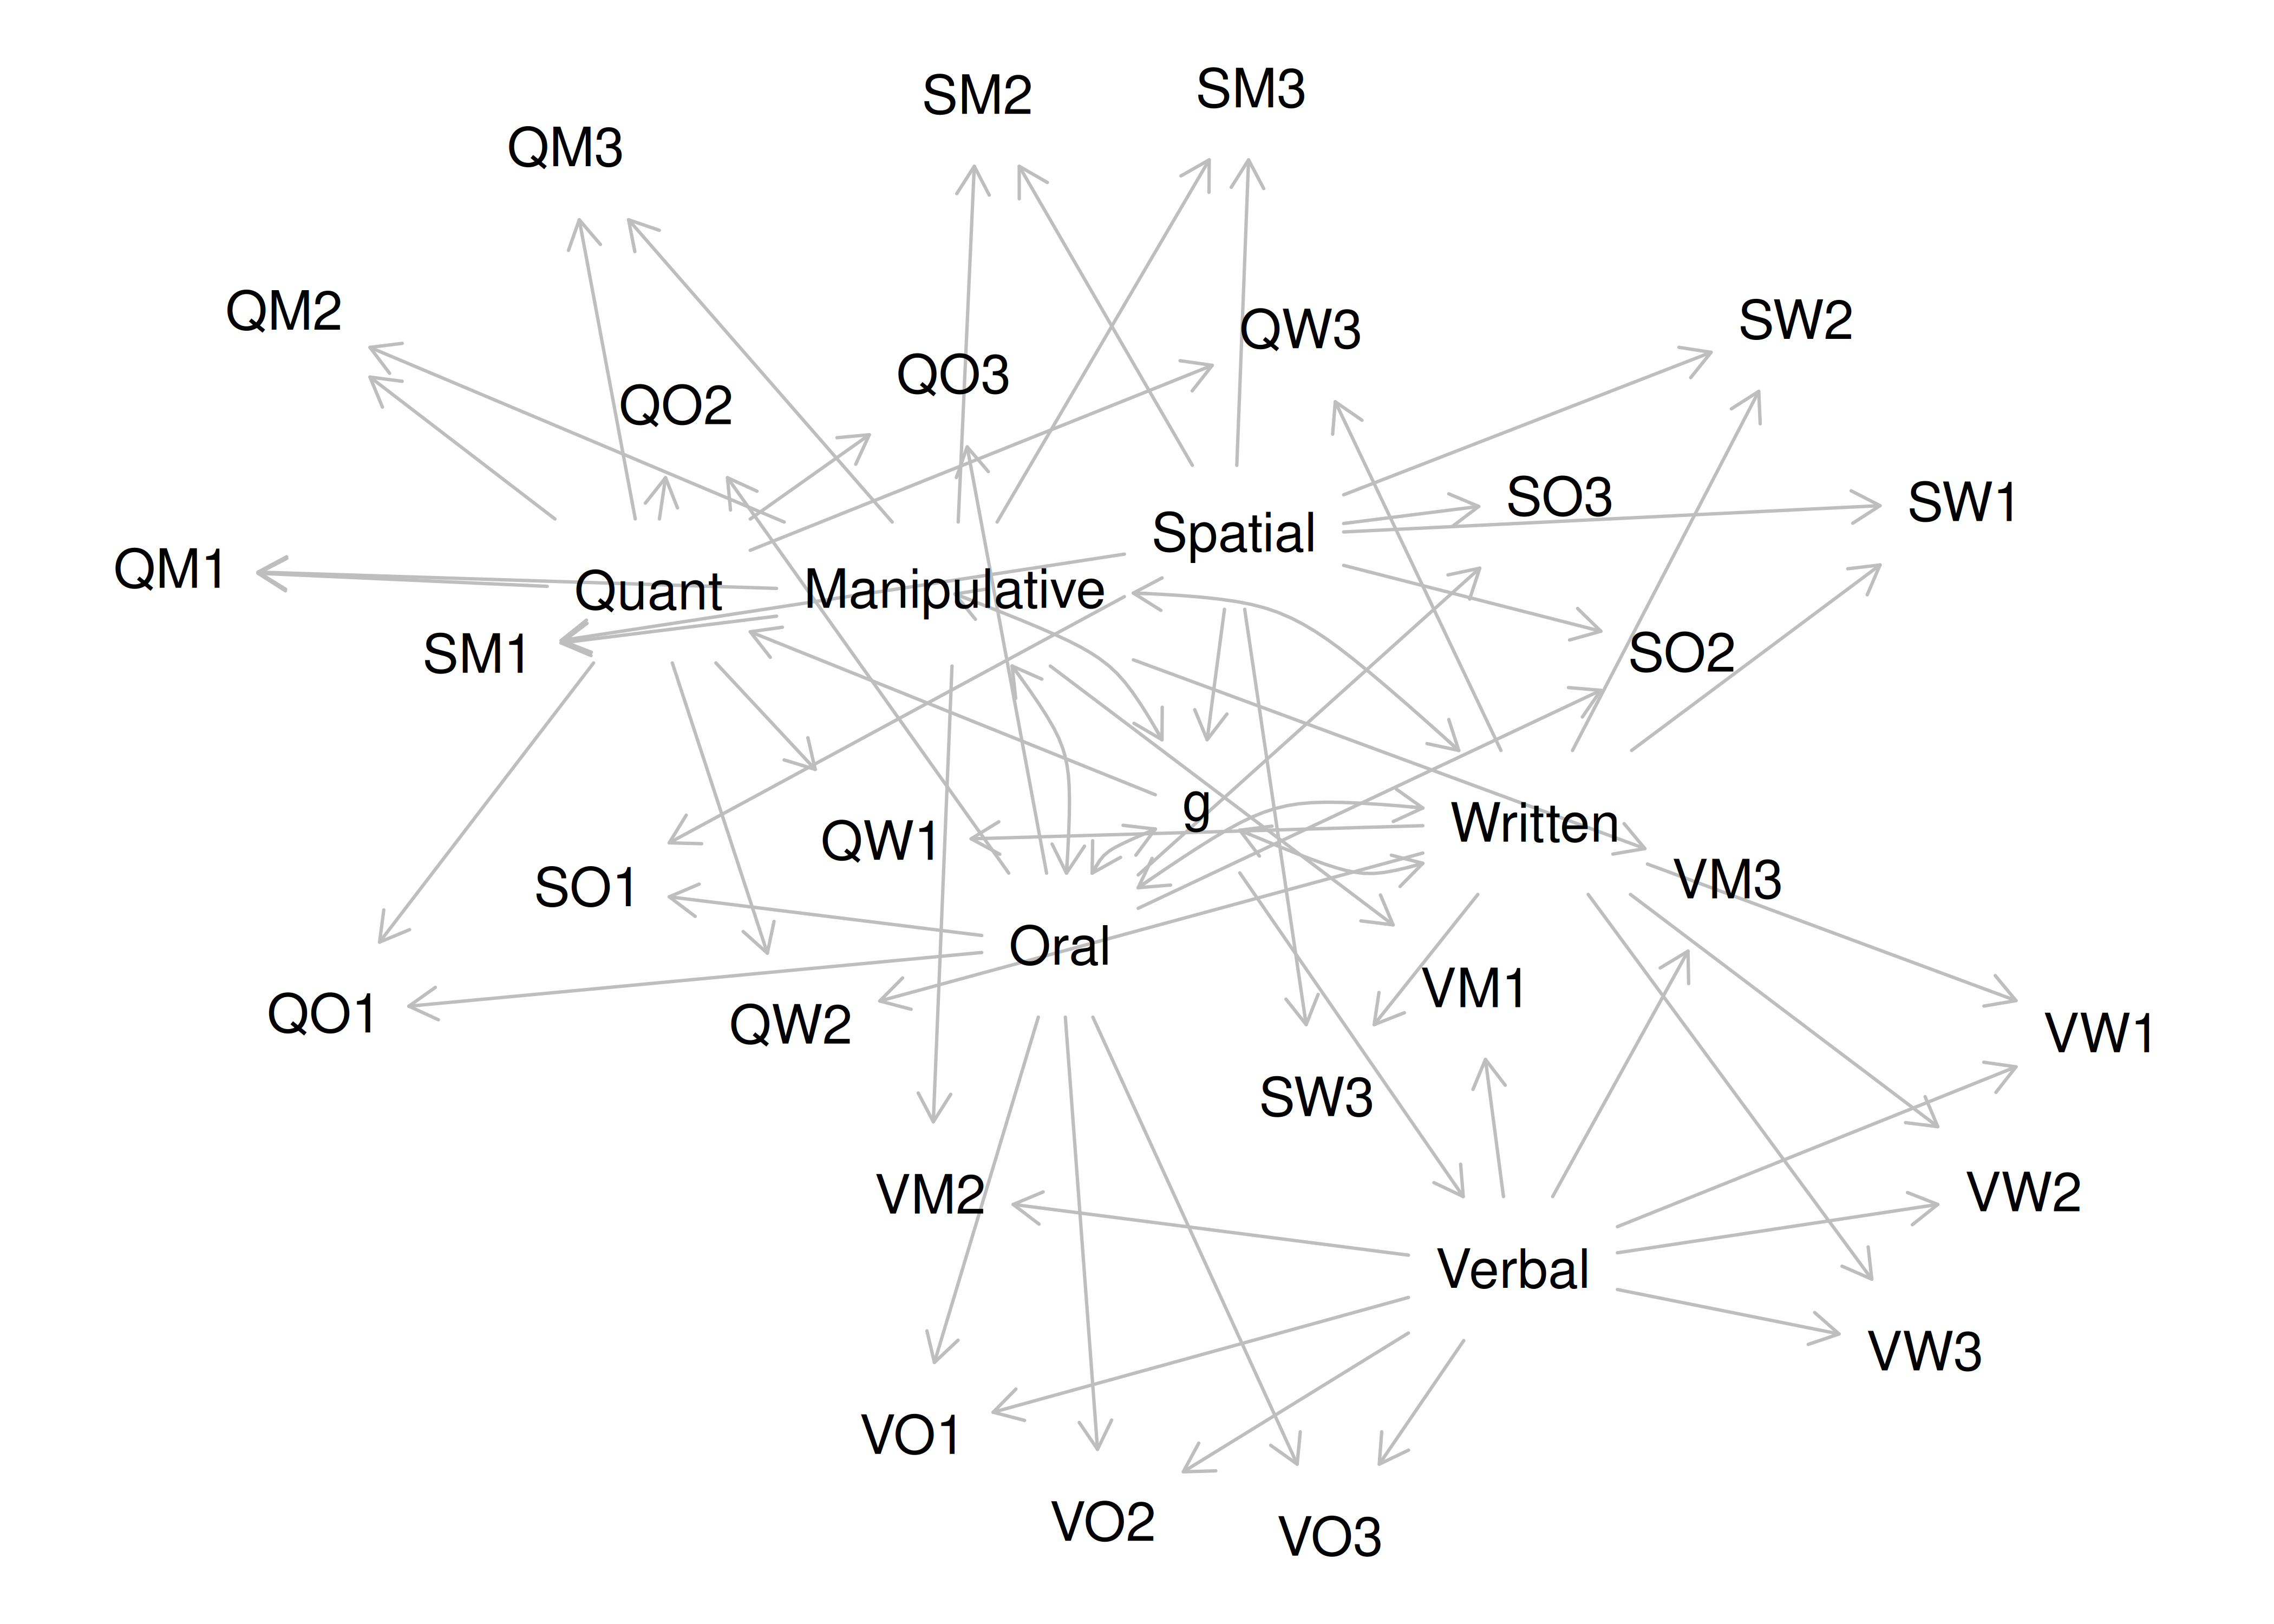 SM3
SM2
QM3
QM2
SW2
QW3
QO3
QO2
SO3
SW1
Spatial
QM1
Quant
Manipulative
SM1
SO2
g
Written
QW1
VM3
SO1
Oral
VM1
QO1
QW2
VW1
SW3
VM2
VW2
Verbal
VW3
VO1
VO2
VO3